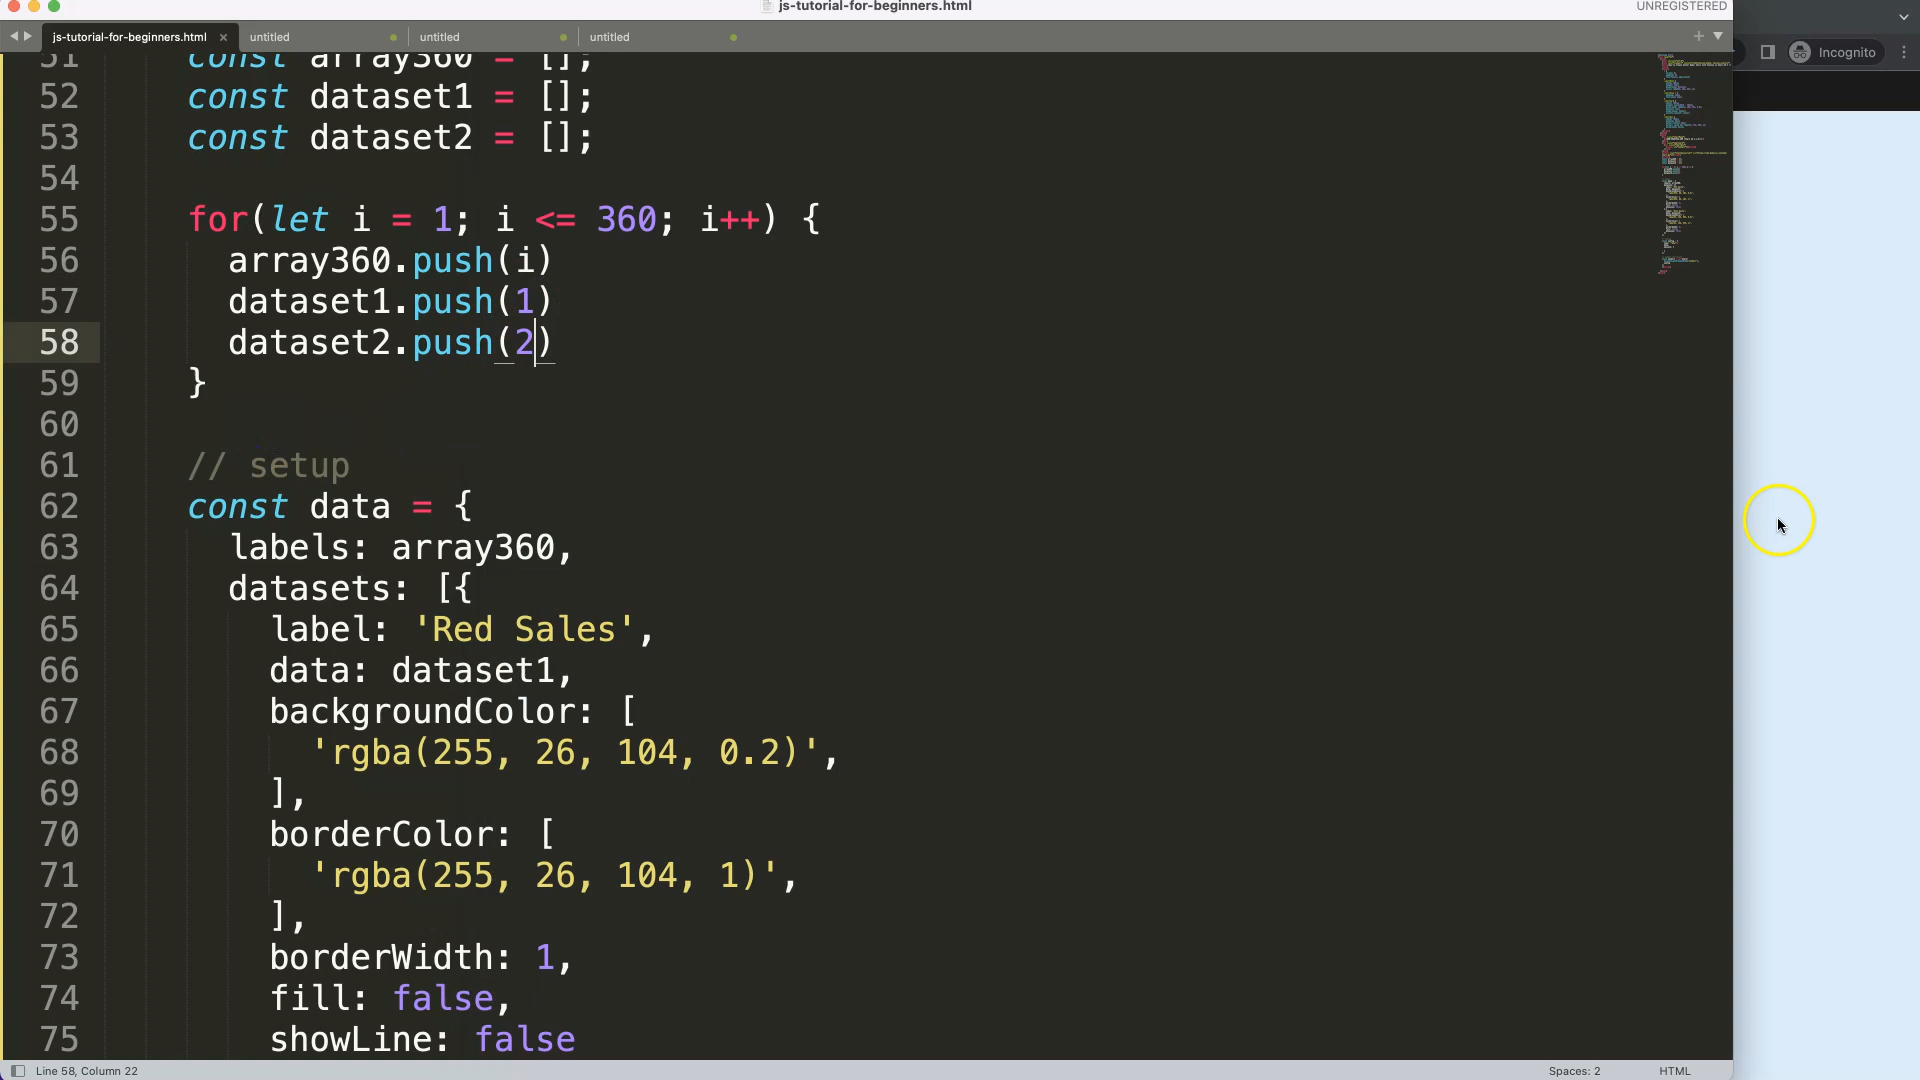 js-tutorial-for-beginners.html
UNREGISTERED
js-tutorial-for-beginners.html ×
untitled
untitled
untitled
Incognito
51 const array360 = [];
52 const dataset1 = [];
53 const dataset2 = [];
54
55 for(let i = 1; i <= 360; i++) {
56 array360.push(i)
57 dataset1.push(1)
58 dataset2.push(2)
59 }
60
61 // setup
62 const data = {
63 labels: array360,
64 datasets: [{
65 label: 'Red Sales',
66 data: dataset1,
67 backgroundColor: [
68 'rgba(255, 26, 104, 0.2)',
69 ],
70 borderColor: [
71 'rgba(255, 26, 104, 1)',
72 ],
73 borderWidth: 1,
74 fill: false,
75 showLine: false
Line 58, Column 22
Spaces: 2
HTML